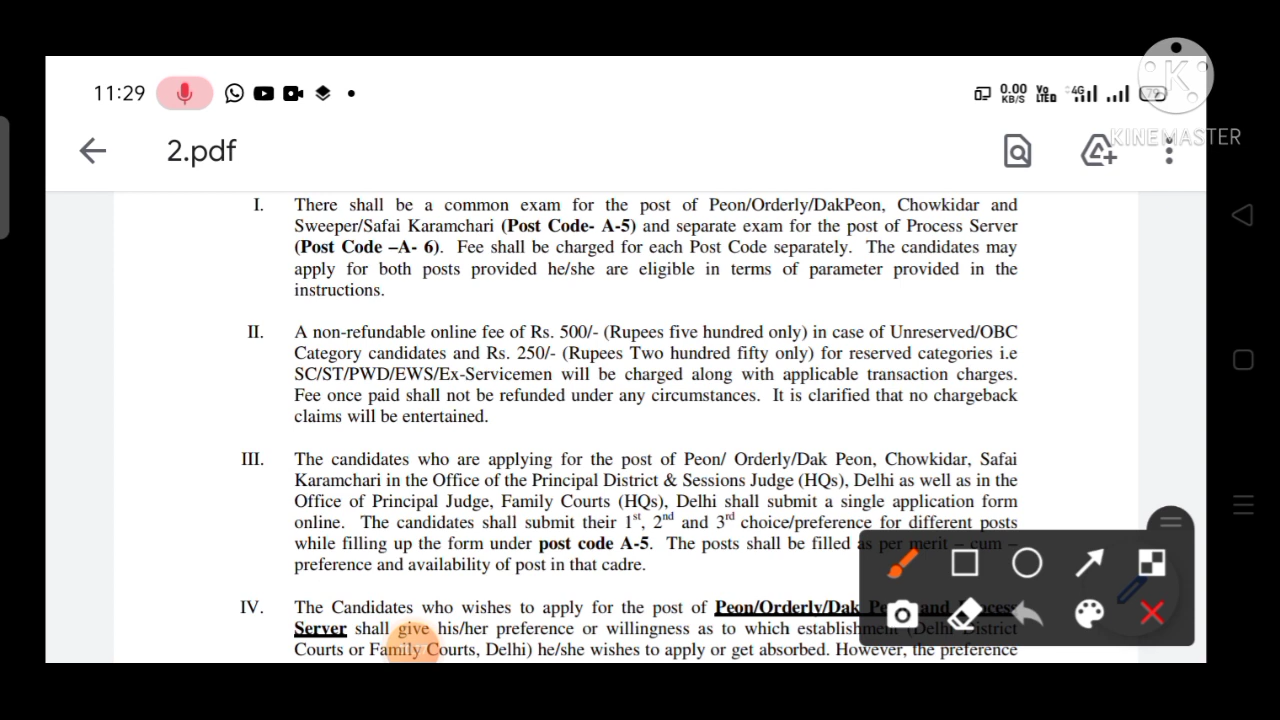 11:29
0.00 KB/S Vo LTED 4G 79
KINEMASTER
2.pdf
I. There shall be a common exam for the post of Peon/Orderly/DakPeon, Chowkidar and
Sweeper/Safai Karamchari (Post Code- A-5) and separate exam for the post of Process Server
(Post Code –A- 6). Fee shall be charged for each Post Code separately. The candidates may
apply for both posts provided he/she are eligible in terms of parameter provided in the
instructions.
II. A non-refundable online fee of Rs. 500/- (Rupees five hundred only) in case of Unreserved/OBC
Category candidates and Rs. 250/- (Rupees Two hundred fifty only) for reserved categories i.e
SC/ST/PWD/EWS/Ex-Servicemen will be charged along with applicable transaction charges.
Fee once paid shall not be refunded under any circumstances. It is clarified that no chargeback
claims will be entertained.
III. The candidates who are applying for the post of Peon/ Orderly/Dak Peon, Chowkidar, Safai
Karamchari in the Office of the Principal District & Sessions Judge (HQs), Delhi as well as in the
Office of Principal Judge, Family Courts (HQs), Delhi shall submit a single application form
online. The candidates shall submit their 1st, 2nd and 3rd choice/preference for different posts
while filling up the form under post code A-5. The posts shall be filled as per merit – cum –
preference and availability of post in that cadre.
IV. The Candidates who wishes to apply for the post of Peon/Orderly/Dak Peon and Process
Server shall give his/her preference or willingness as to which establishment (Delhi District
Courts or Family Courts, Delhi) he/she wishes to apply or get absorbed. However, the preference